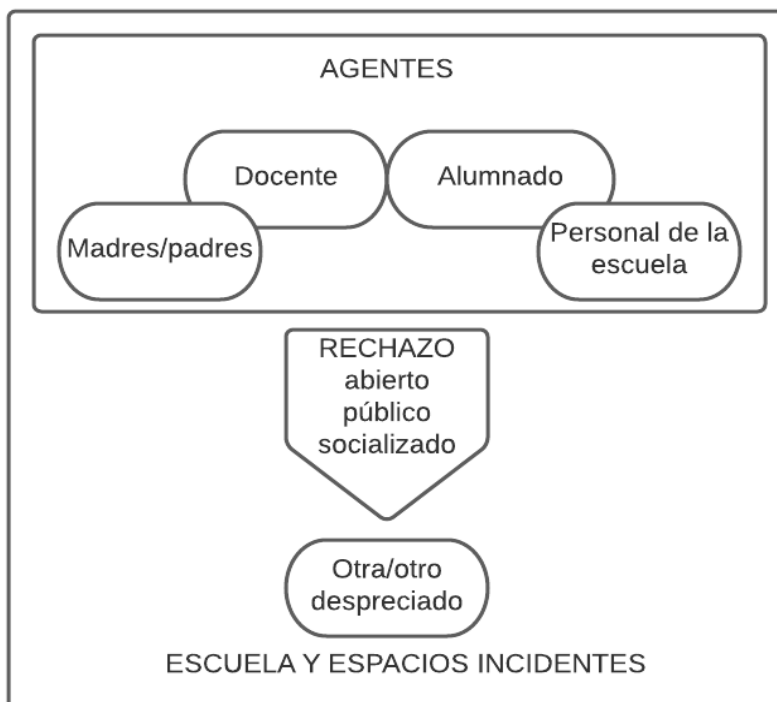 AGENTES
Docente
Alumnado
Madres/padres
Personal de la
escuela
RECHAZO
abierto
público
socializado
Otra/otro
despreciado
ESCUELA Y ESPACIOS INCIDENTES